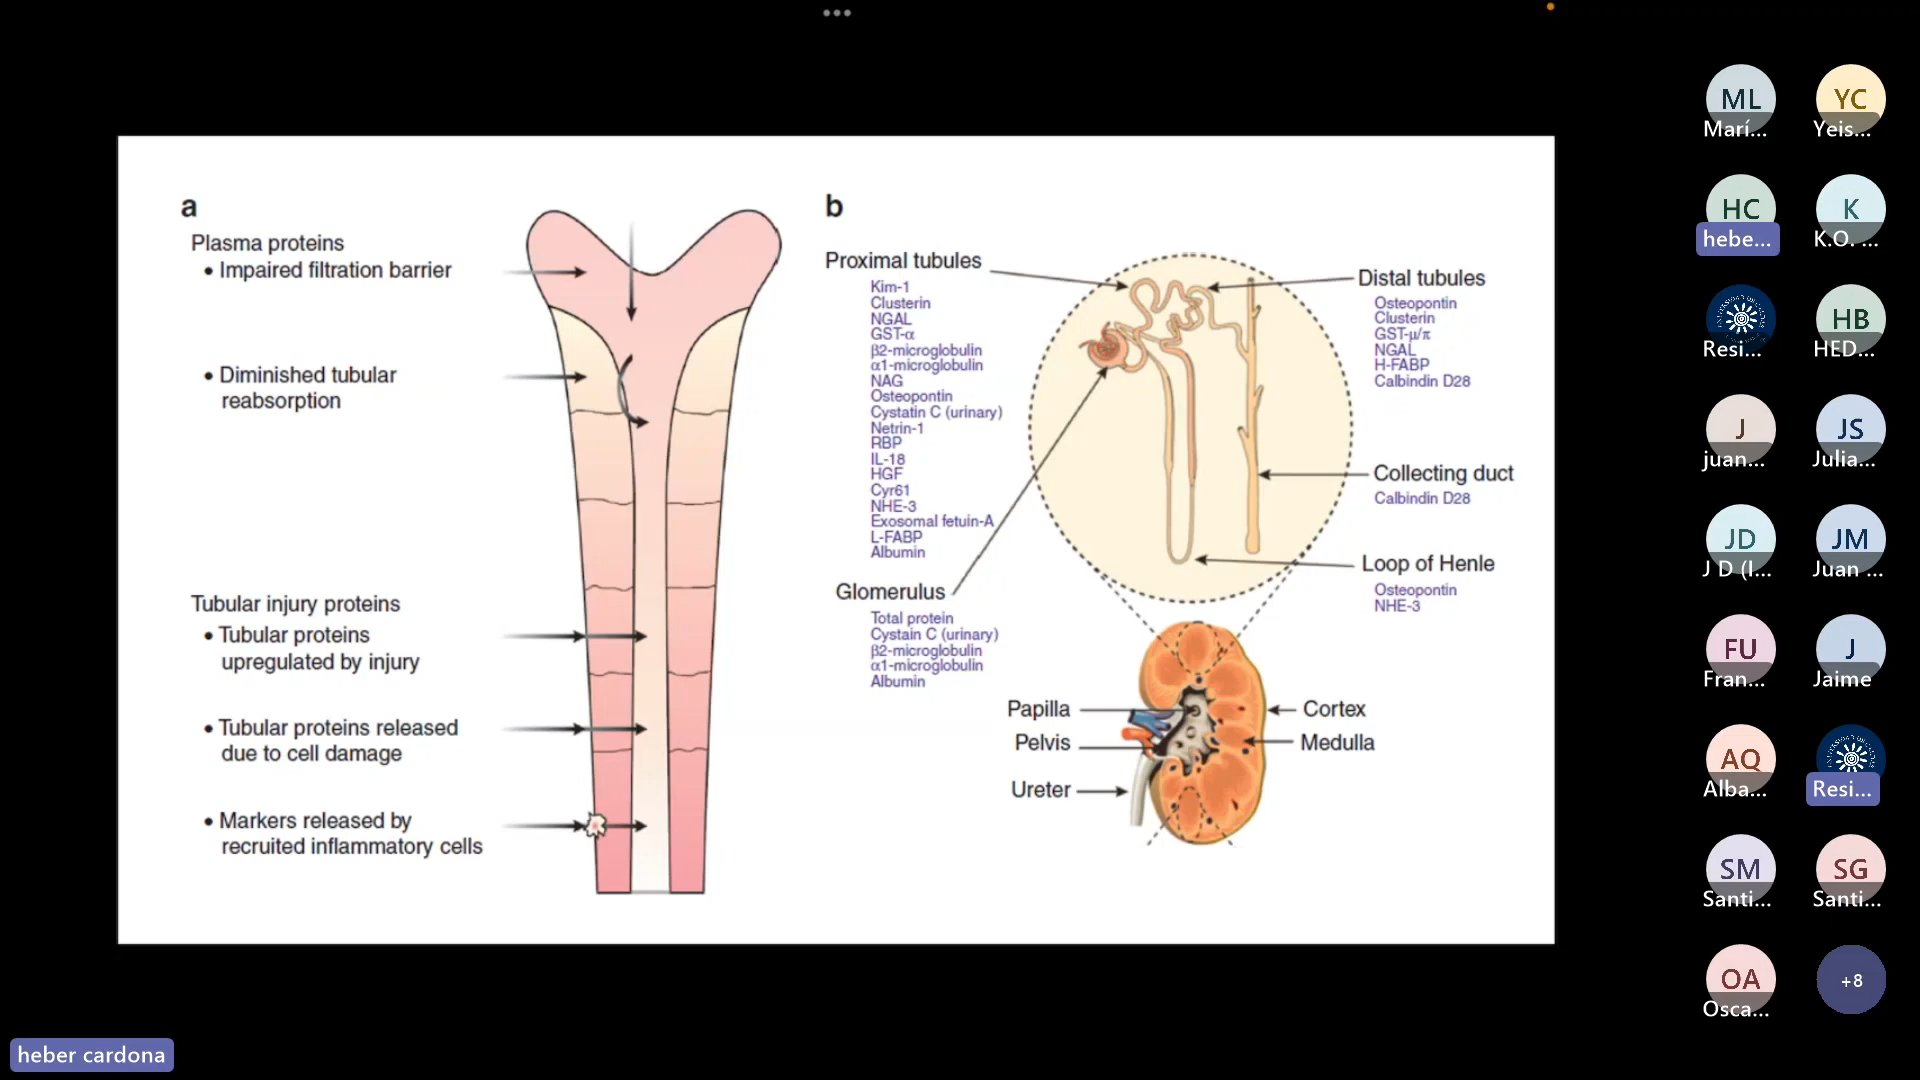 a
Plasma proteins
• Impaired filtration barrier
• Diminished tubular
reabsorption
Tubular injury proteins
• Tubular proteins
upregulated by injury
• Tubular proteins released
due to cell damage
• Markers released by
recruited inflammatory cells
b
Proximal tubules
Kim-1
Clusterin
NGAL
GST-α
β2-microglobulin
α1-microglobulin
NAG
Osteopontin
Cystatin C (urinary)
Netrin-1
RBP
IL-18
HGF
Cyr61
NHE-3
Exosomal fetuin-A
L-FABP
Albumin
Glomerulus
Total protein
Cystain C (urinary)
β2-microglobulin
α1-microglobulin
Albumin
Distal tubules
Osteopontin
Clusterin
GST-μ/π
NGAL
H-FABP
Calbindin D28
Collecting duct
Calbindin D28
Loop of Henle
Osteopontin
NHE-3
Papilla
Pelvis
Ureter
Cortex
Medulla
ML
Marí...
YC
Yeis...
HC
hebe...
K
K.O. ...
Resi...
HB
HED...
J
juan...
JS
Julia...
JD
J D (I...
JM
Juan ...
FU
Fran...
J
Jaime
AQ
Alba...
Resi...
SM
Santi...
SG
Santi...
OA
Osca...
+8
heber cardona